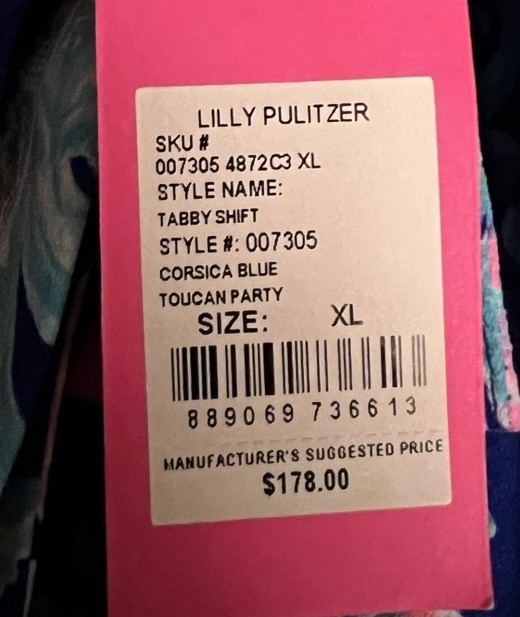 LILLY PULITZER
SKU #
007305 4872C3 XL
STYLE NAME:
TABBY SHIFT
STYLE #: 007305
CORSICA BLUE
TOUCAN PARTY
SIZE: XL
889069 736613
MANUFACTURER'S SUGGESTED PRICE
$178.00